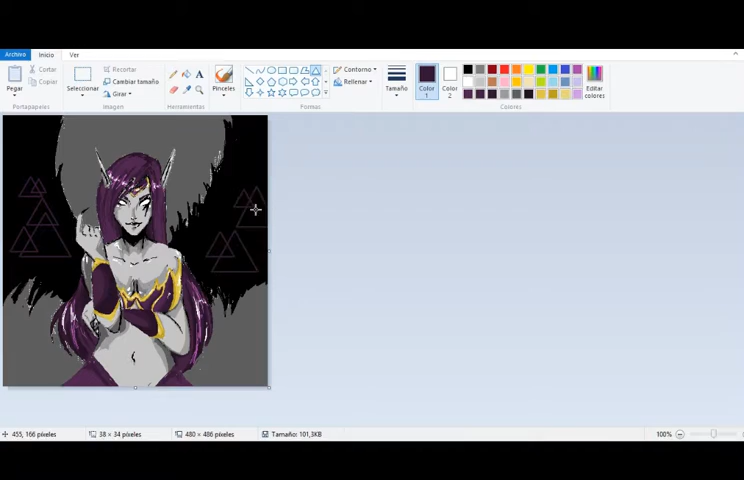 Archivo Inicio Ver
Pegar
Cortar
Copiar
Portapapeles
Seleccionar
Recortar
Cambiar tamaño
Girar
Imagen
A
Herramientas
Pinceles
Contorno
Rellenar
Formas
Tamaño
Color 1
Color 2
Editar colores
Colores
455, 166 píxeles 38 × 34 píxeles 480 × 486 píxeles Tamaño: 101,3KB 100%